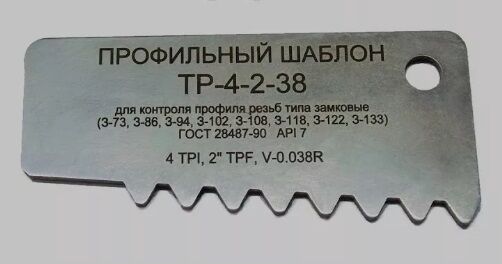 ПРОФИЛЬНЫЙ ШАБЛОН
ТР-4-2-38
для контроля профиля резьб типа замковые
(З-73, З-86, З-94, З-102, З-108, З-118, З-122, З-133)
ГОСТ 28487-90 API 7
4 TPI, 2" TPF, V-0.038R